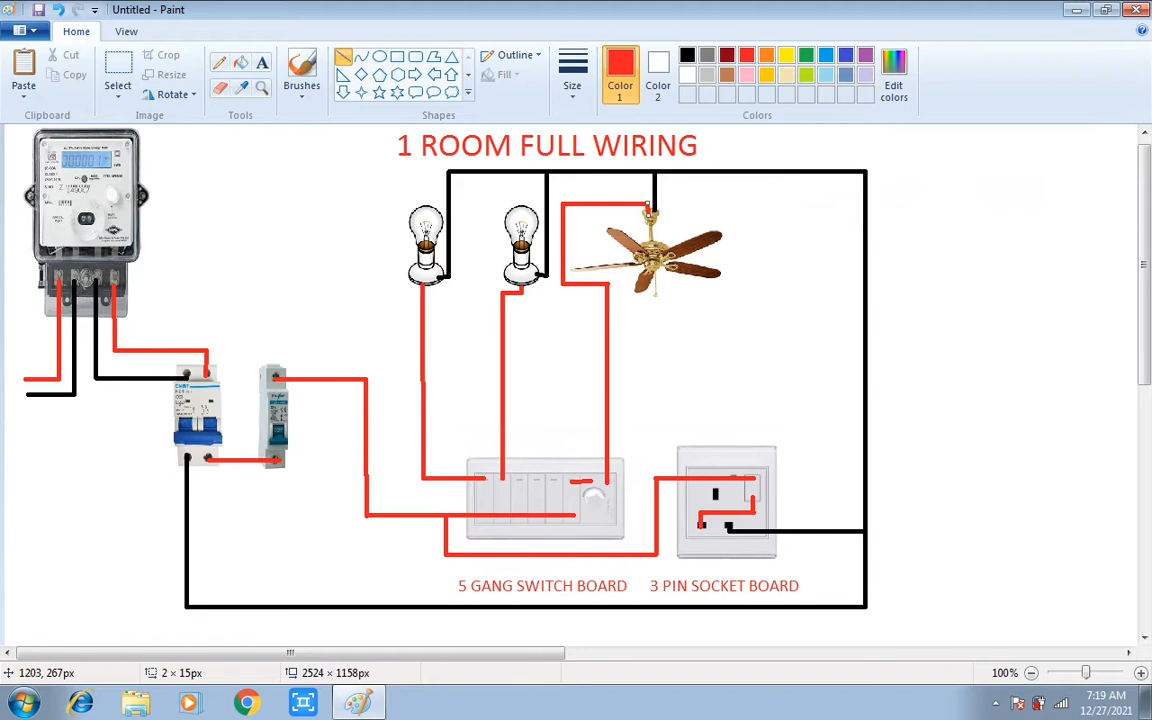 Untitled - Paint
Home
View
Paste
Cut
Copy
Clipboard
Select
Crop
Resize
Rotate
Image
Tools
Brushes
Shapes
Outline
Fill
Size
Color 1
Color 2
Edit colors
Colors
1 ROOM FULL WIRING
5 GANG SWITCH BOARD
3 PIN SOCKET BOARD
1203, 267px
2 × 15px
2524 × 1158px
100%
7:19 AM
12/27/2021